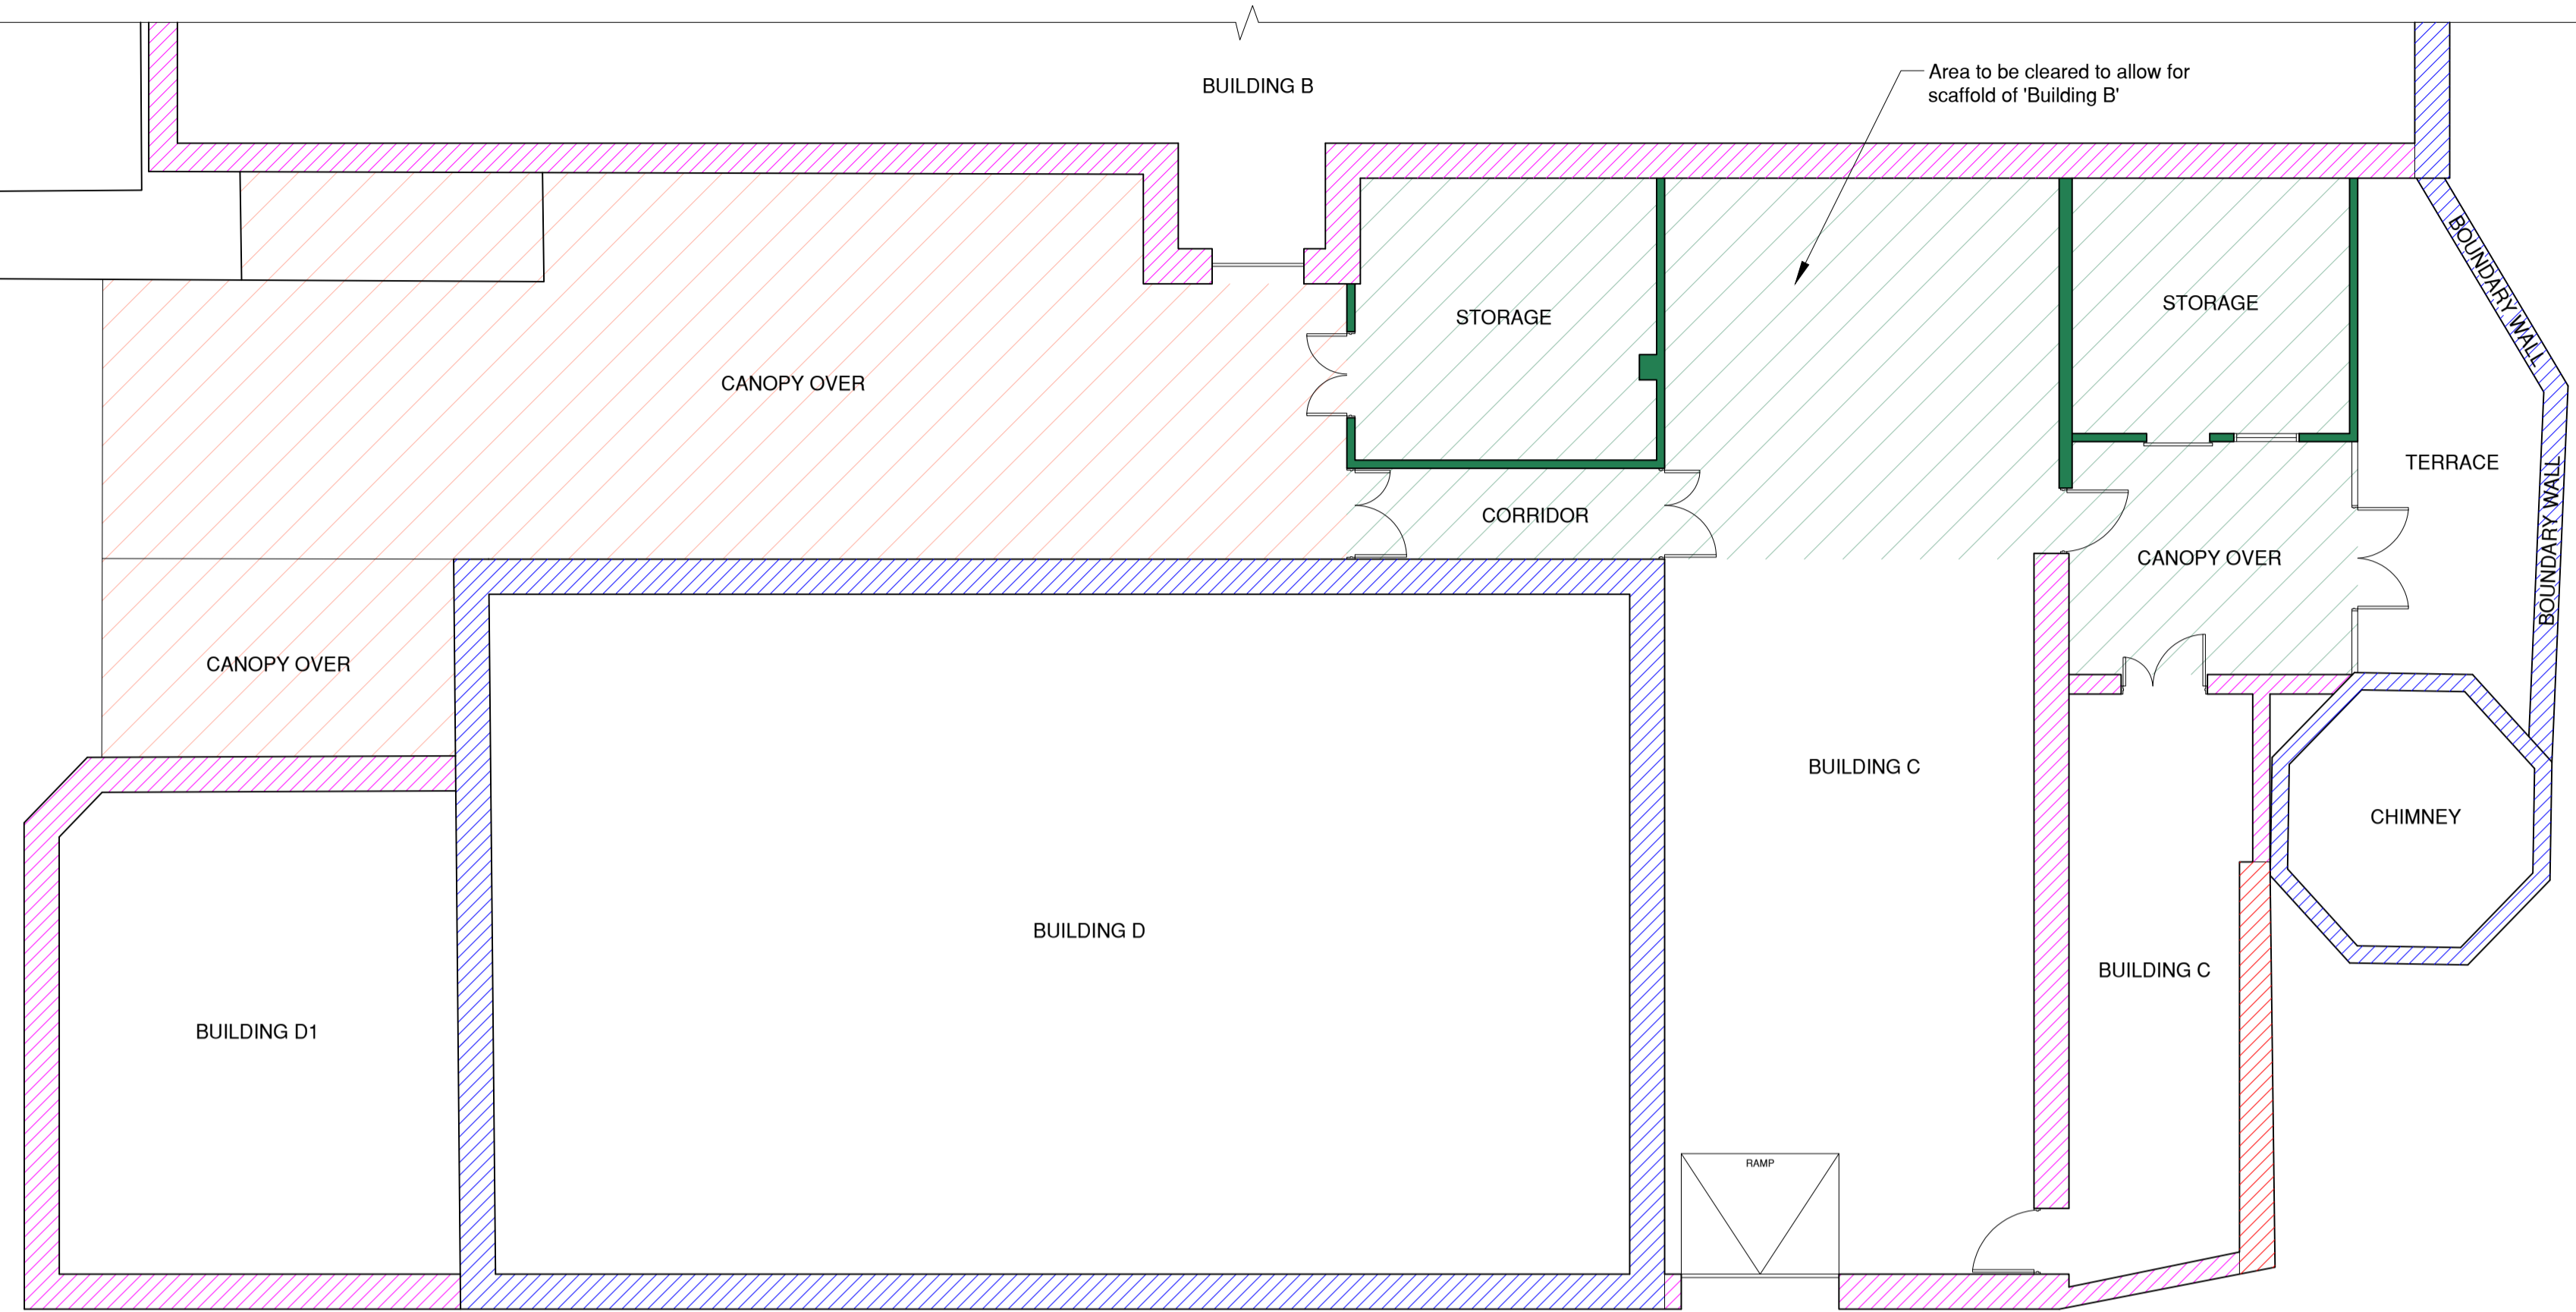 BUILDING B
Area to be cleared to allow for
scaffold of 'Building B'
BOUNDARY WALL
STORAGE
STORAGE
CANOPY OVER
TERRACE
BOUNDARY WALL
CORRIDOR
CANOPY OVER
CANOPY OVER
BUILDING C
CHIMNEY
BUILDING D
BUILDING C
BUILDING D1
RAMP